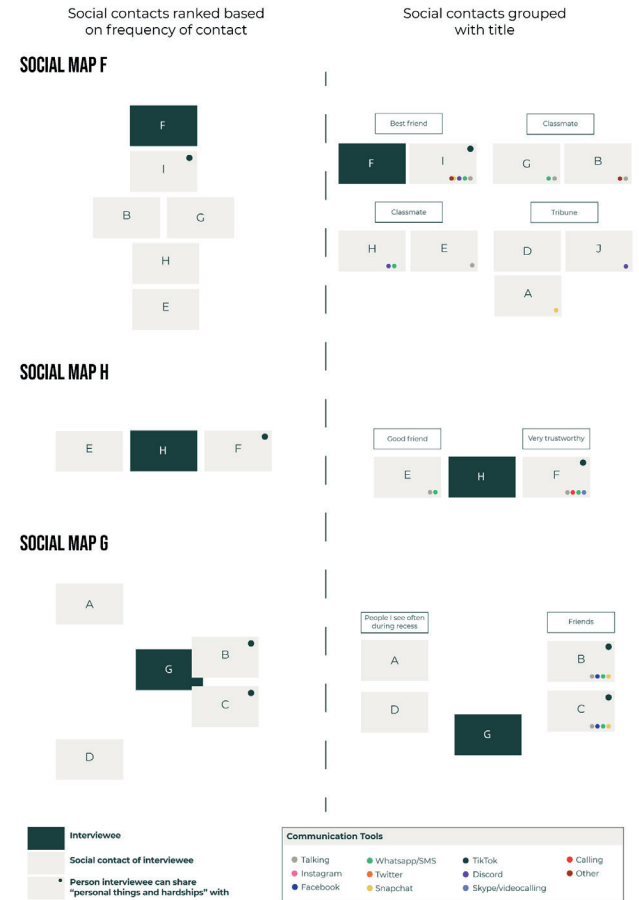 Social contacts ranked based
on frequency of contact
Social contacts grouped
with title
SOCIAL MAP F
F
I
B
G
H
E
Best friend
Classmate
F
I
G
B
Classmate
Tribune
H
E
D
J
A
SOCIAL MAP H
E
H
F
Good friend
Very trustworthy
E
H
F
SOCIAL MAP G
A
G
B
C
D
People I see often
during recess
Friends
A
B
D
C
G
Interviewee
Social contact of interviewee
Person interviewee can share
"personal things and hardships" with
Communication Tools
Talking
Whatsapp/SMS
TikTok
Calling
Instagram
Twitter
Discord
Other
Facebook
Snapchat
Skype/videocalling